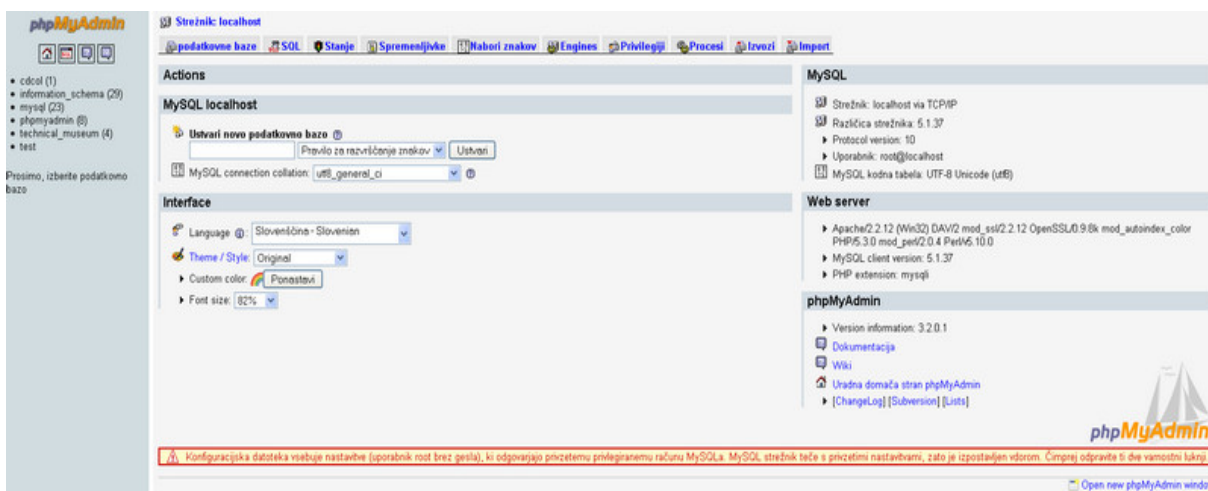 phpMyAdmin
cdcol (1)
information_schema (29)
mysql (23)
phpmyadmin (8)
technical_museum (4)
test
Prosimo, izberite podatkovno
bazo
Strežnik: localhost
podatkovne baze SQL Stanje Spremenljivke Nabori znakov Engines Privilegiji Procesi Izvozi Import
Actions
MySQL localhost
Ustvari novo podatkovno bazo
Pravilo za razvrščanje znakov Ustvari
MySQL connection collation: utf8_general_ci
Interface
Language : Slovenščina - Slovenian
Theme / Style: Original
Custom color: Ponastavi
Font size: 82%
MySQL
Strežnik: localhost via TCP/IP
Različica strežnika: 5.1.37
Protocol version: 10
Uporabnik: root@localhost
MySQL kodna tabela: UTF-8 Unicode (utf8)
Web server
Apache/2.2.12 (Win32) DAV/2 mod_ssl/2.2.12 OpenSSL/0.9.8k mod_autoindex_color
PHP/5.3.0 mod_perl/2.0.4 Perl/v5.10.0
MySQL client version: 5.1.37
PHP extension: mysqli
phpMyAdmin
Version information: 3.2.0.1
Dokumentacija
Wiki
Uradna domača stran phpMyAdmin
[ChangeLog] [Subversion] [Lists]
phpMyAdmin
Konfiguracijska datoteka vsebuje nastavitve (uporabnik root brez gesla), ki odgovarjajo privzetemu privilegiranemu računu MySQLa. MySQL strežnik teče s privzetimi nastavitvami, zato je izpostavljen vdorom. Čimprej odpravite ti dve varnostni luknji.
Open new phpMyAdmin windo